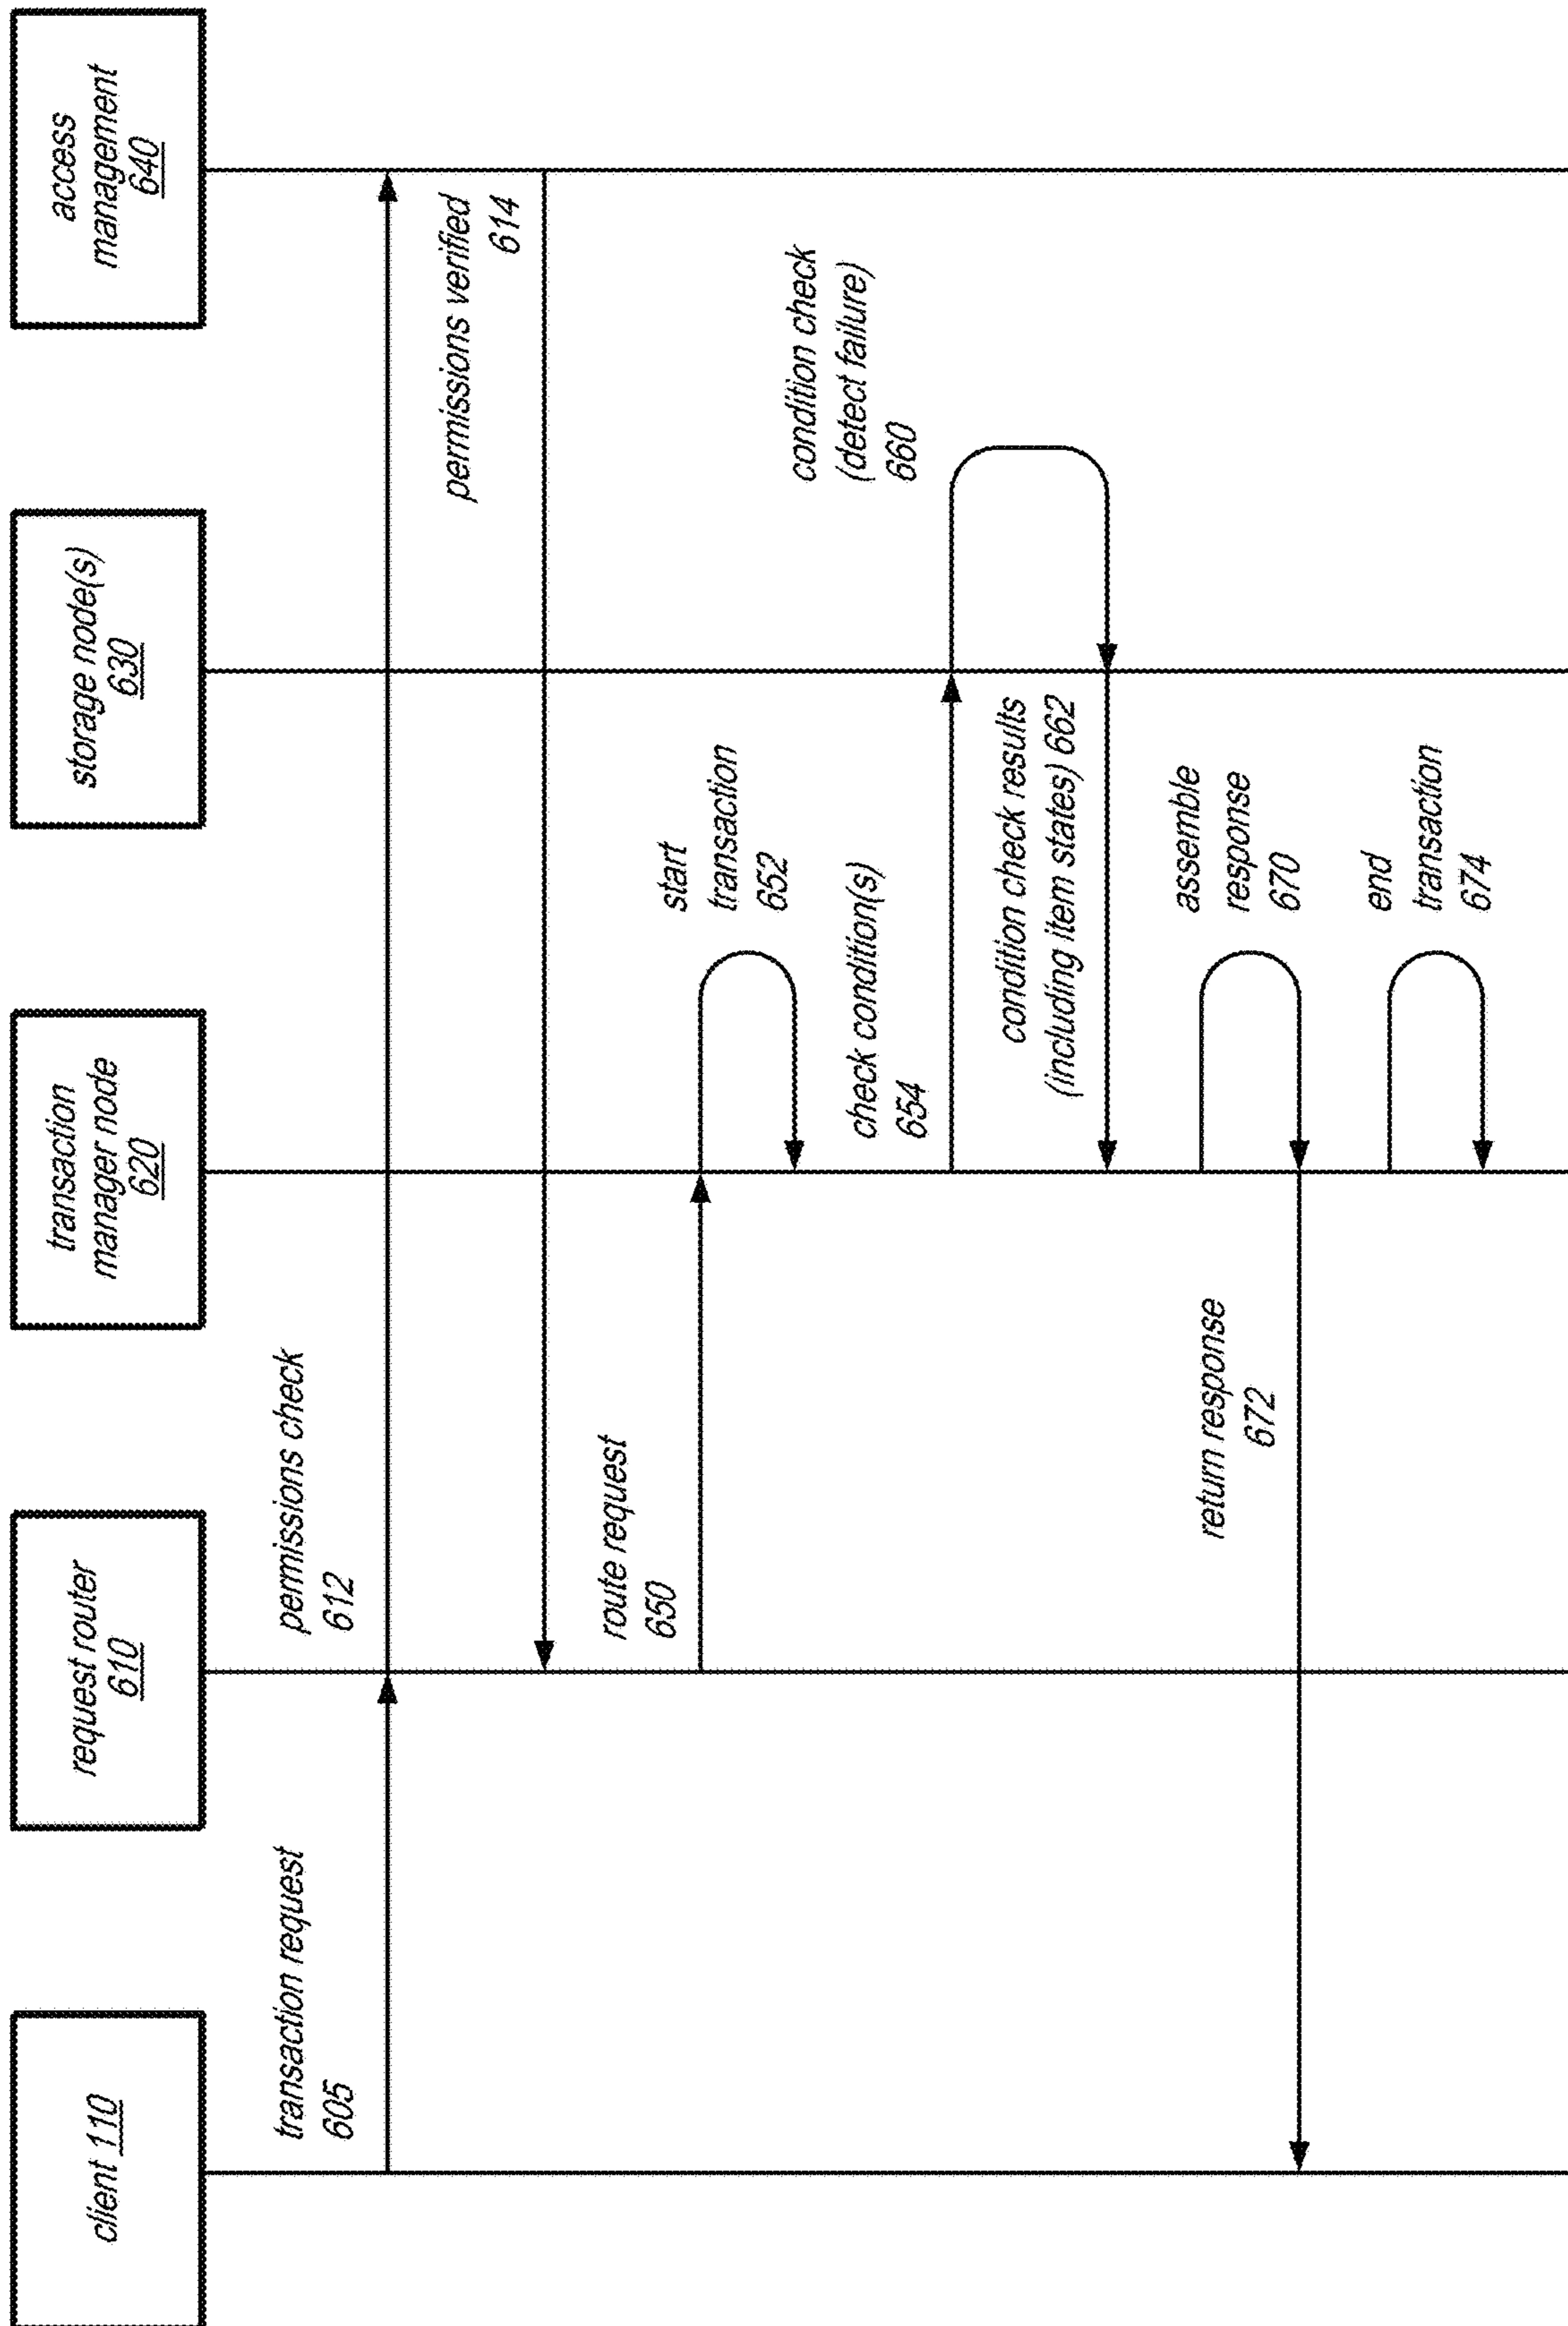 client 110
request router
610
transaction
manager node
620
storage node(s)
630
access
management
640
transaction request
605
permissions check
612
permissions verified
614
route request
650
start
transaction
652
check condition(s)
654
condition check
(detect failure)
660
condition check results
(including item states) 662
assemble
response
670
return response
672
end
transaction
674